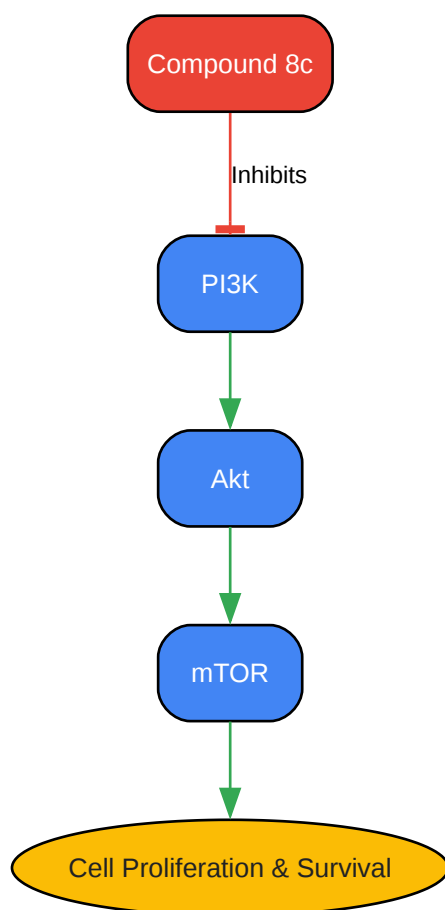 Compound 8c
Inhibits
PI3K
Akt
mTOR
Cell Proliferation & Survival